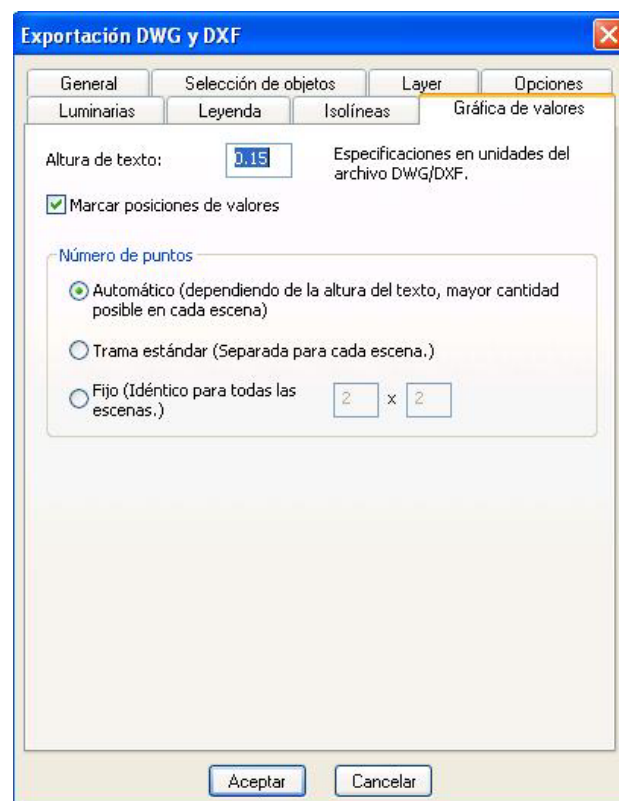 Exportación DWG y DXF
General
Selección de objetos
Layer
Opciones
Luminarias
Leyenda
Isolíneas
Gráfica de valores
Altura de texto:
0.15
Especificaciones en unidades del
archivo DWG/DXF.
Marcar posiciones de valores
Número de puntos
Automático (dependiendo de la altura del texto, mayor cantidad
posible en cada escena)
Trama estándar (Separada para cada escena.)
Fijo (Idéntico para todas las
escenas.)
2 x 2
Aceptar
Cancelar